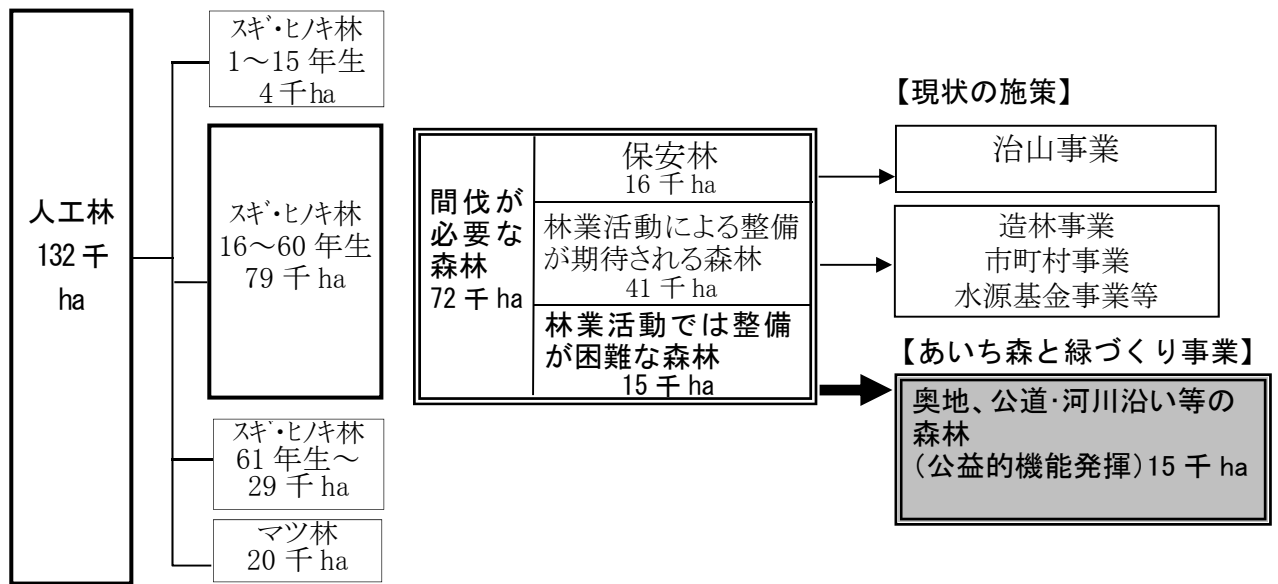 人工林
132 千
ha
スギ・ヒノキ林
1～15 年生
4千ha
スギ・ヒノキ林
16～60 年生
79 千 ha
スギ・ヒノキ林
61 年生～
29 千 ha
マツ林
20 千 ha
間伐が
必要な
森林
72 千 ha
保安林
16 千 ha
林業活動による整備
が期待される森林
41 千 ha
林業活動では整備
が困難な森林
15 千 ha
【現状の施策】
治山事業
造林事業
市町村事業
水源基金事業等
【あいち森と緑づくり事業】
奥地、公道・河川沿い等の
森林
（公益的機能発揮）15 千 ha